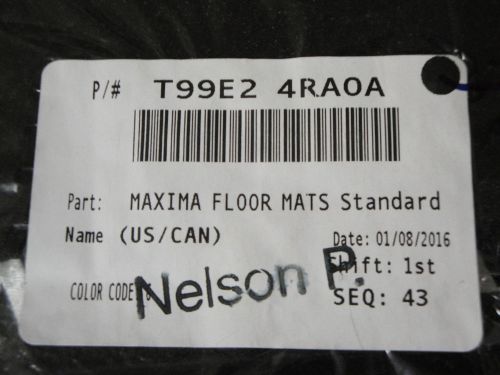 P/# T99E2 4RA0A
Part: MAXIMA FLOOR MATS Standard
Name (US/CAN) Date: 01/08/2016
Shift: 1st
COLOR CODE: Nelson P. SEQ: 43